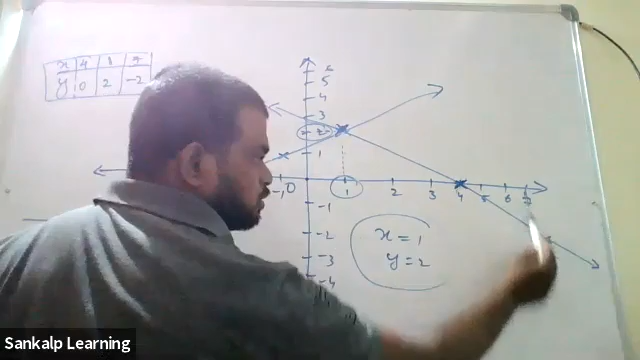 x 4 1 7
y 0 2 -2
5
4
3
2
1
-1 0 1 2 3 4 5 6
-1
-2
-3
-4
x = 1
y = 2
Sankalp Learning